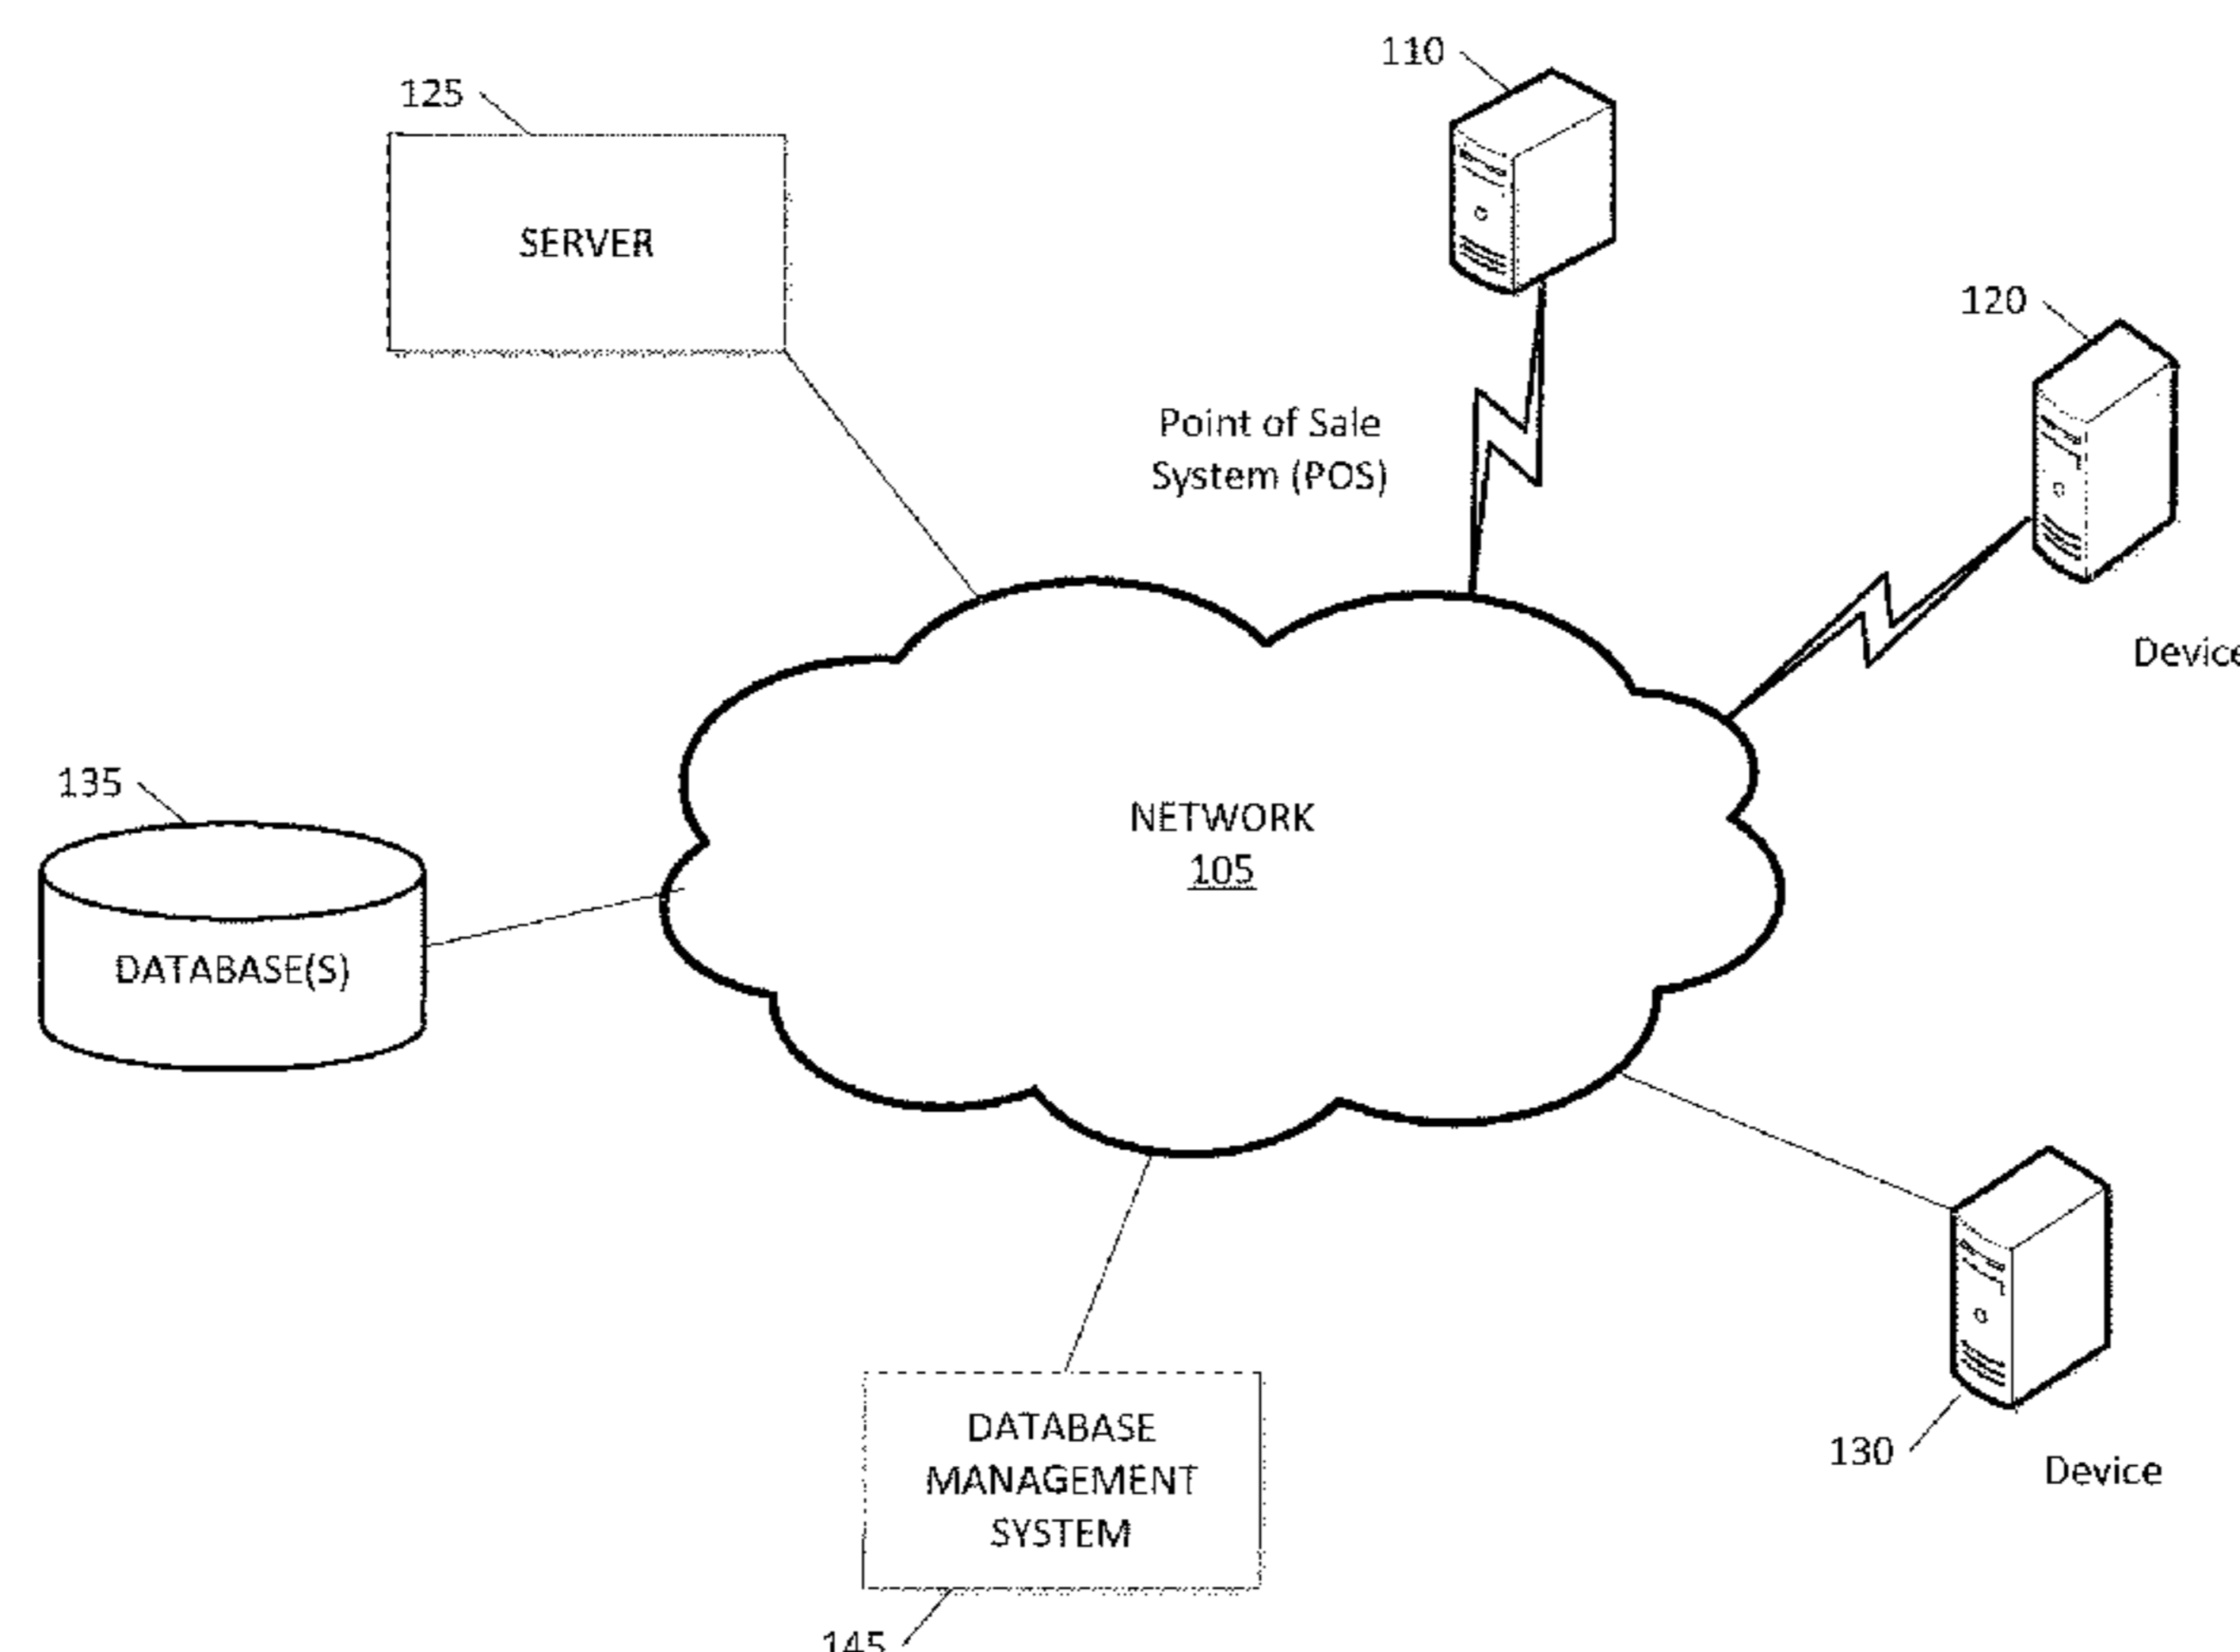 110
125
SERVER
120
Point of Sale
System (POS)
Device
135
NETWORK
105
DATABASE(S)
DATABASE
MANAGEMENT
SYSTEM
130
Device
145